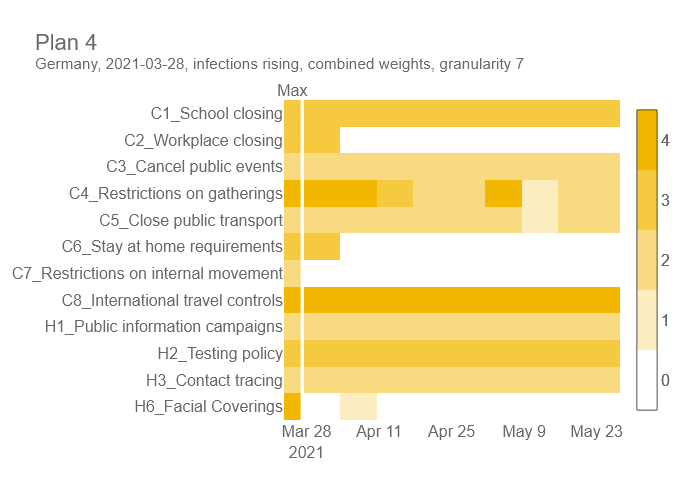 Plan 4
Germany, 2021-03-28, infections rising, combined weights, granularity 7
Max
C1_School closing
C2_Workplace closing
C3_Cancel public events
C4_Restrictions on gatherings
C5_Close public transport
C6_Stay at home requirements
C7_Restrictions on internal movement
C8_International travel controls
H1_Public information campaigns
H2_Testing policy
H3_Contact tracing
H6_Facial Coverings
Mar 28 Apr 11 Apr 25 May 9 May 23
2021
4
3
2
1
0